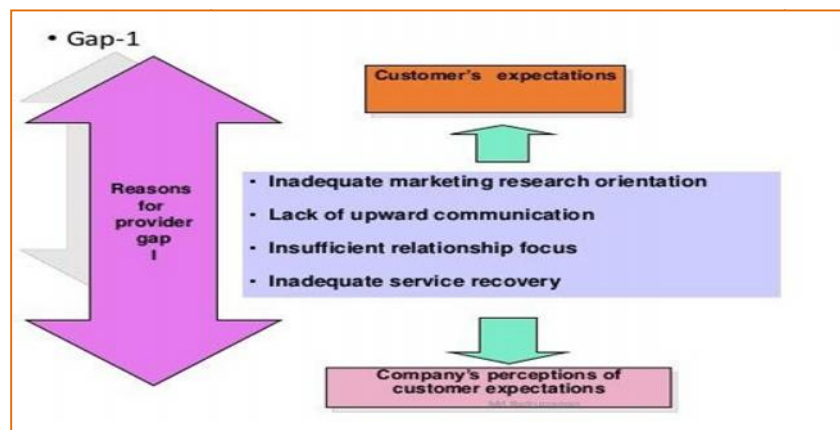 • Gap-1
Customer's expectations
Reasons
for
provider
gap
I
• Inadequate marketing research orientation
• Lack of upward communication
• Insufficient relationship focus
• Inadequate service recovery
Company's perceptions of
customer expectations